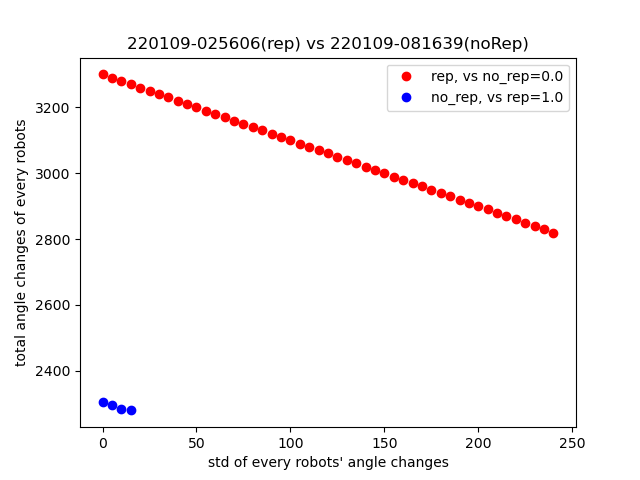 220109-025606(rep) vs 220109-081639(noRep)
rep, vs no_rep=0.0
no_rep, vs rep=1.0
total angle changes of every robots
3200
3000
2800
2600
2400
0 50 100 150 200 250
std of every robots' angle changes